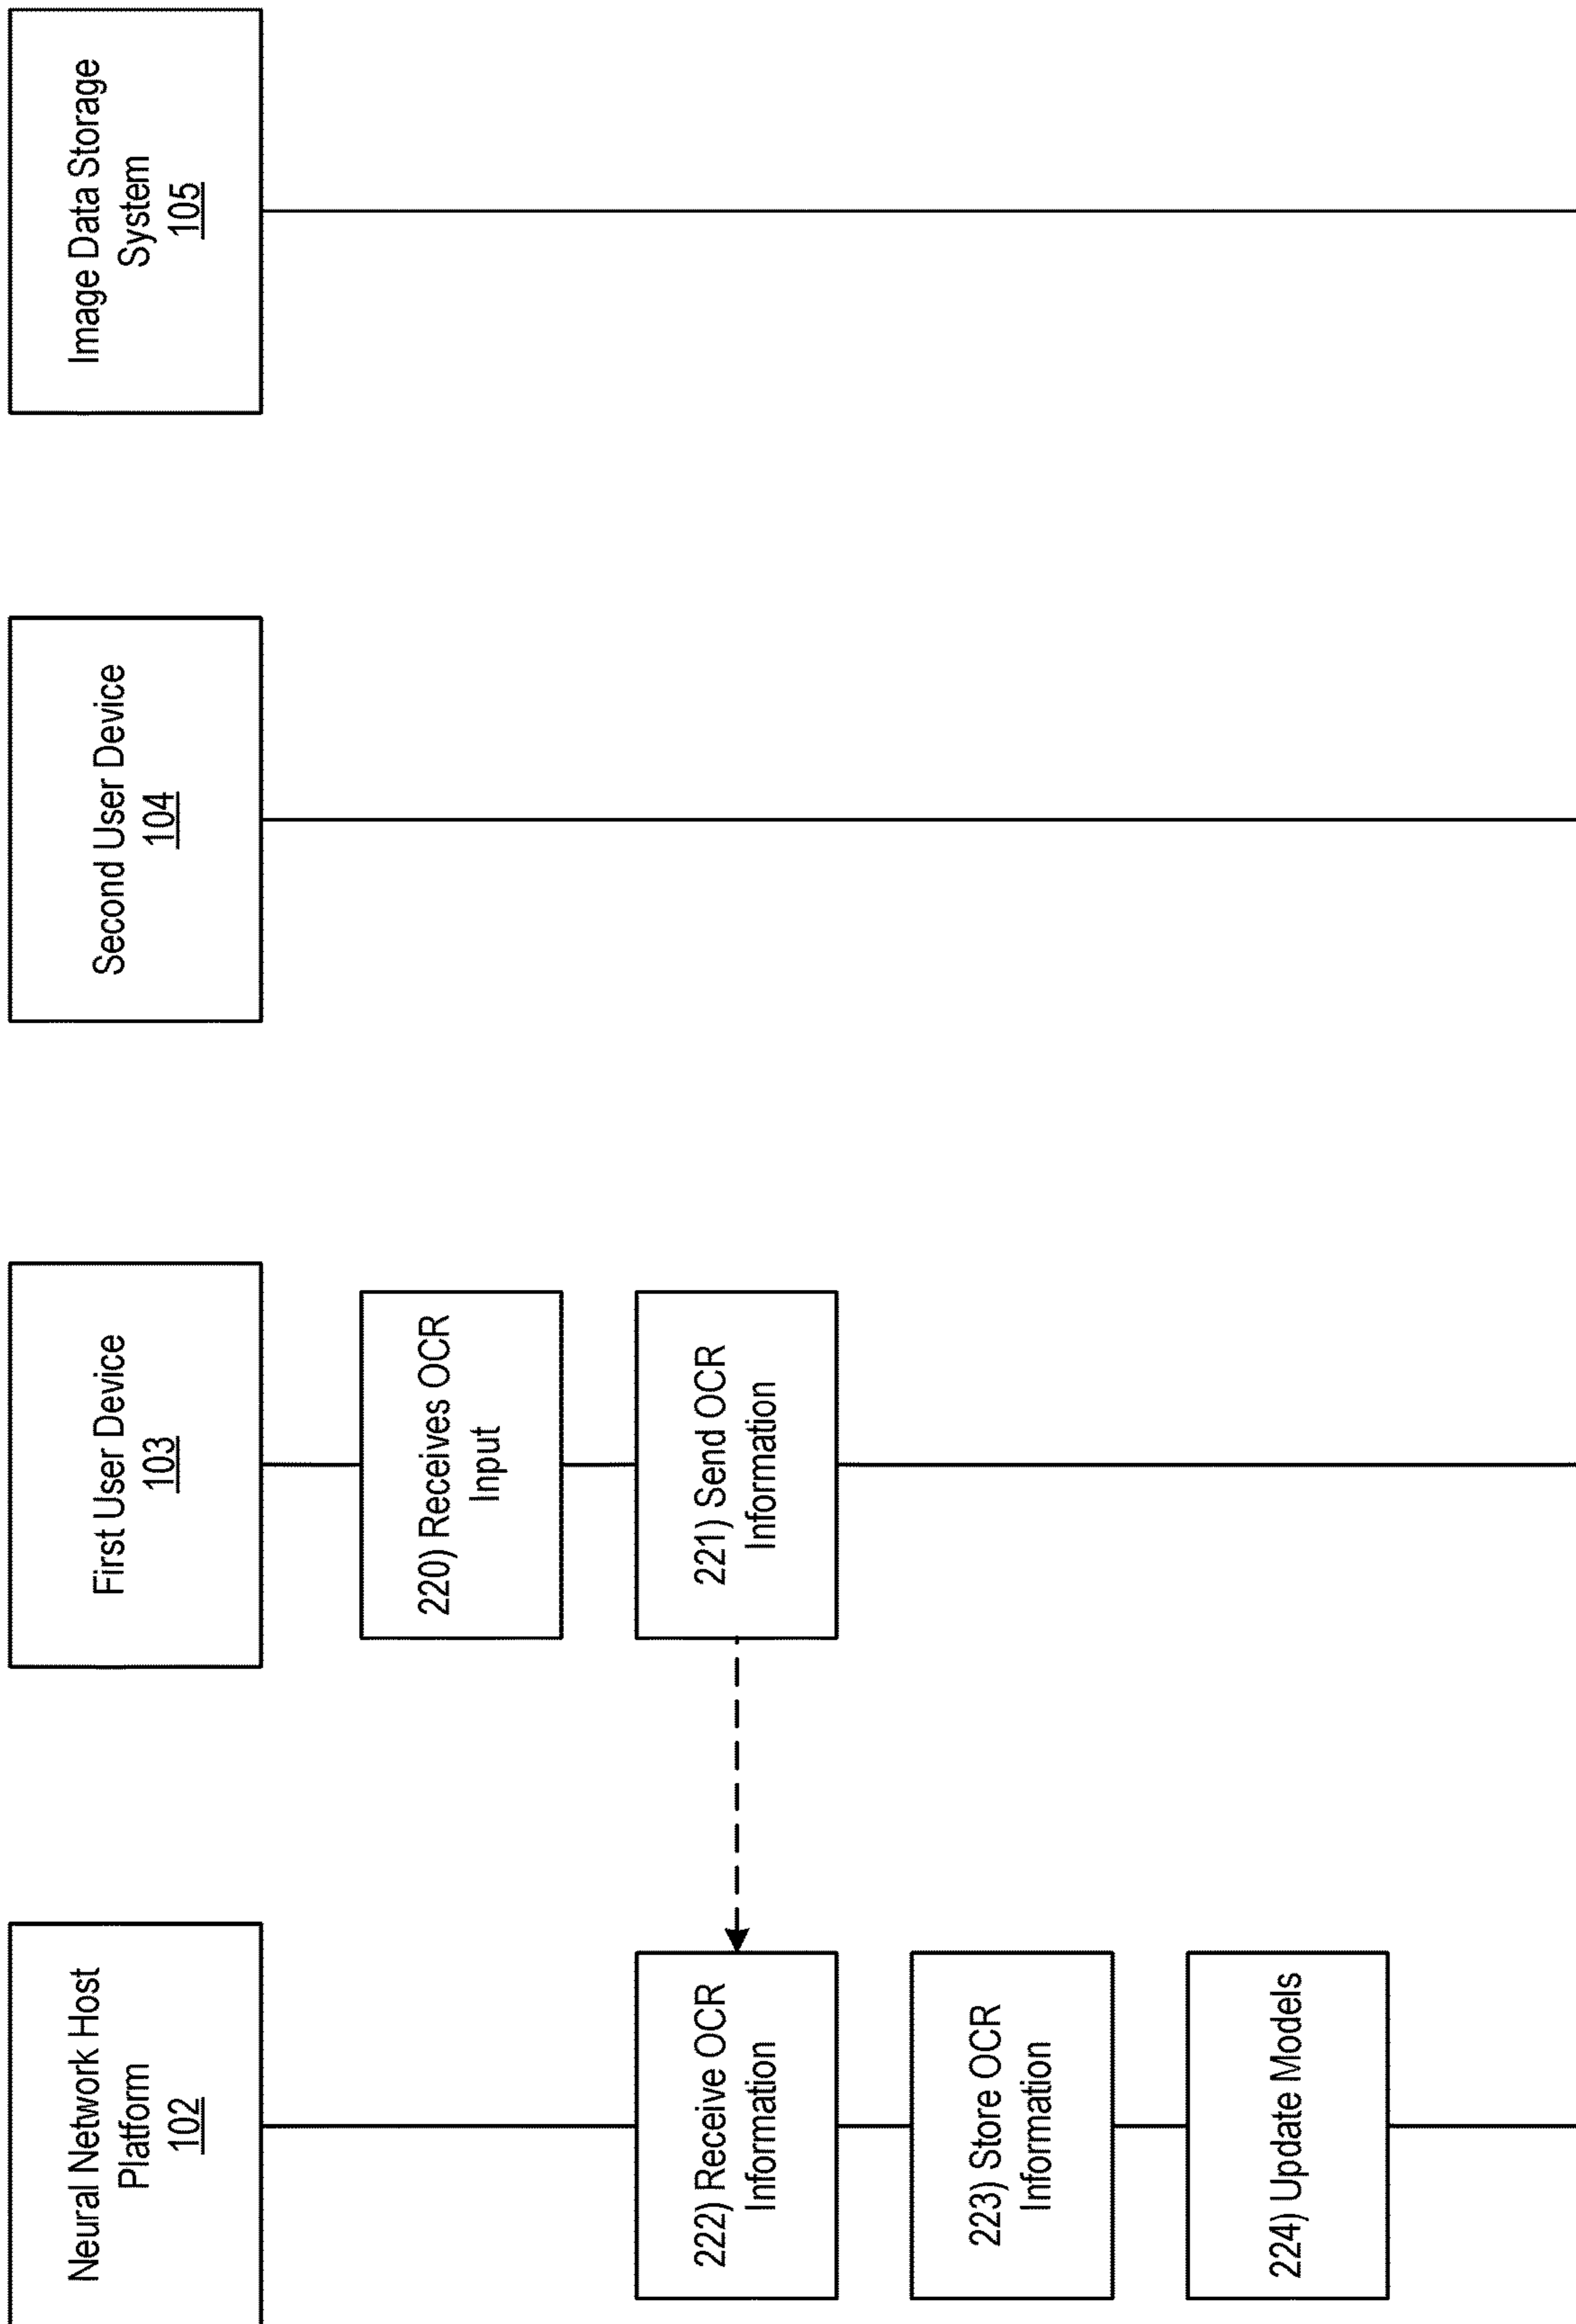 Neural Network Host
Platform
102
First User Device
103
Second User Device
104
Image Data Storage
System
105
220) Receives OCR
Input
221) Send OCR
Information
222) Receive OCR
Information
223) Store OCR
Information
224) Update Models